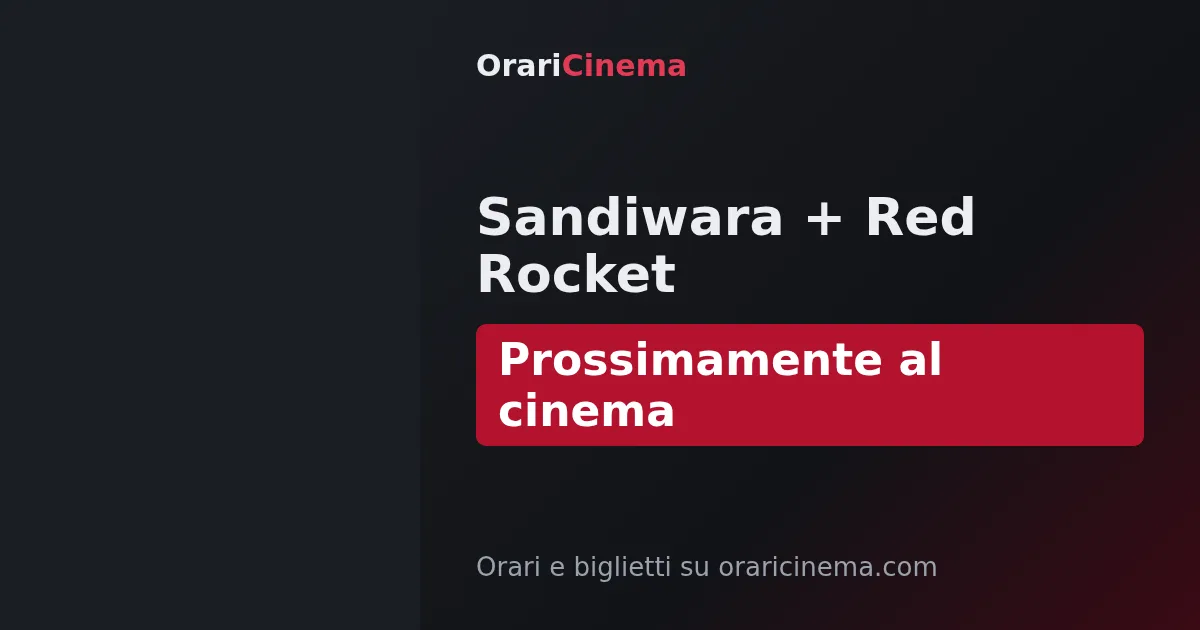 OrariCinema
Sandiwara + Red
Rocket
Prossimamente al
cinema
Orari e biglietti su oraricinema.com